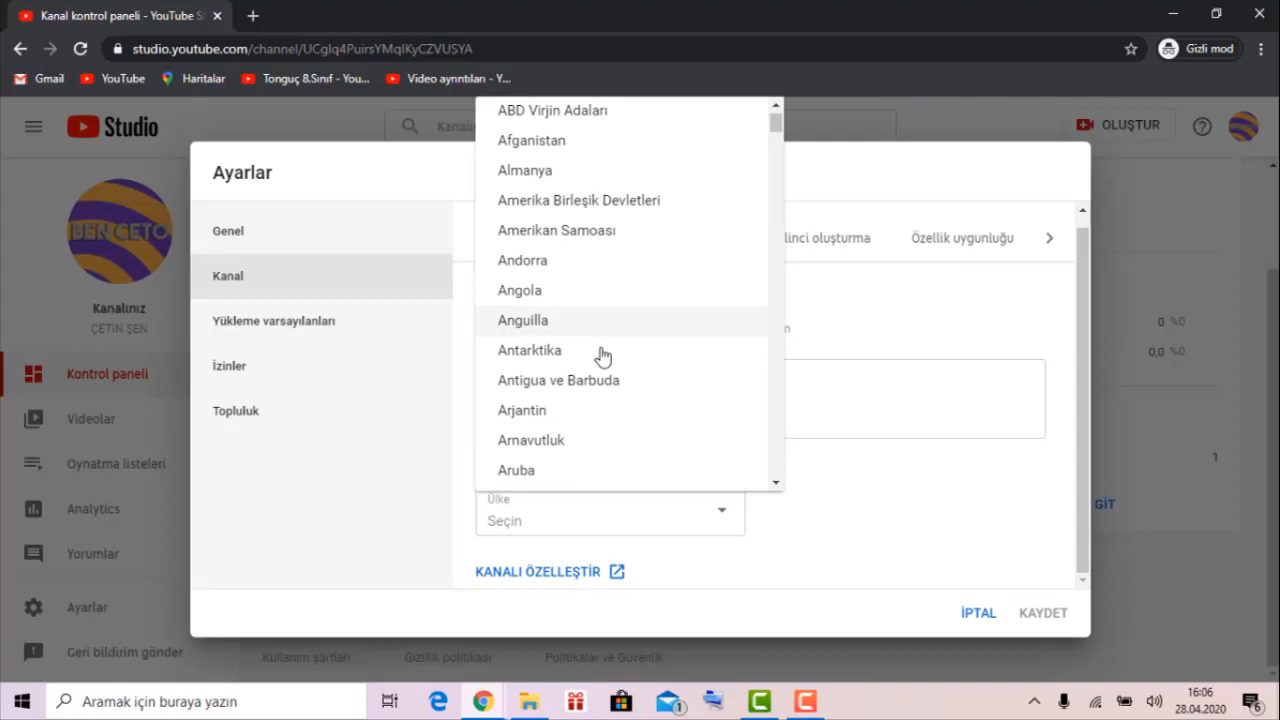 Kanal kontrol paneli - YouTube S
studio.youtube.com/channel/UCglq4PuirsYMqIKyCZVUSYA
Gizli mod
Gmail
YouTube
Haritalar
Tonguç 8.Sınıf - You...
Video ayrıntıları - Y...
Studio
OLUŞTUR
BEN ÇETO
Kanalınız
ÇETİN ŞEN
Kontrol paneli
Videolar
Oynatma listeleri
Analytics
Yorumlar
Ayarlar
Geri bildirim gönder
Ayarlar
Genel
Kanal
Yükleme varsayılanları
İzinler
Topluluk
Özellik uygunluğu
ABD Virjin Adaları
Afganistan
Almanya
Amerika Birleşik Devletleri
Amerikan Samoası
Andorra
Angola
Anguilla
Antarktika
Antigua ve Barbuda
Arjantin
Arnavutluk
Aruba
Ülke
Seçin
KANALI ÖZELLEŞTİR
İPTAL
KAYDET
0 %0
0,0 %0
1
GİT
Kullanım şartları
Gizlilik politikası
Politikalar ve Güvenlik
Aramak için buraya yazın
1
16:06
28.04.2020
6